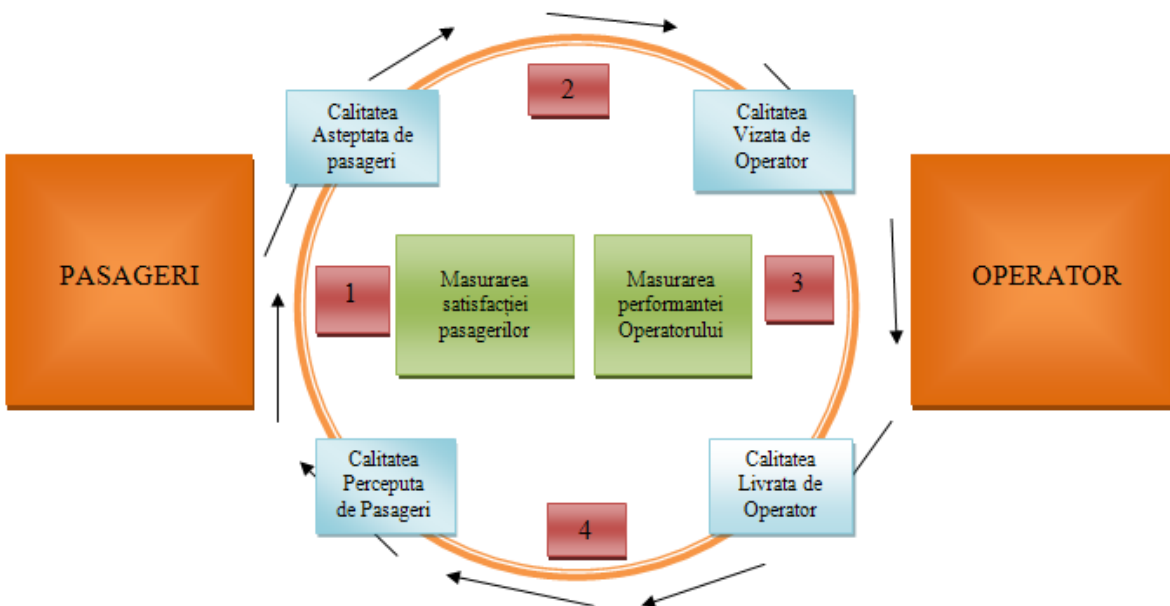 2
Calitatea
Asteptata de
pasageri
Calitatea
Vizata de
Operator
PASAGERI
1
Masurarea
satisfacției
pasagerilor
Masurarea
performantei
Operatorului
3
OPERATOR
Calitatea
Perceputa
de Pasageri
4
Calitatea
Livrata de
Operator